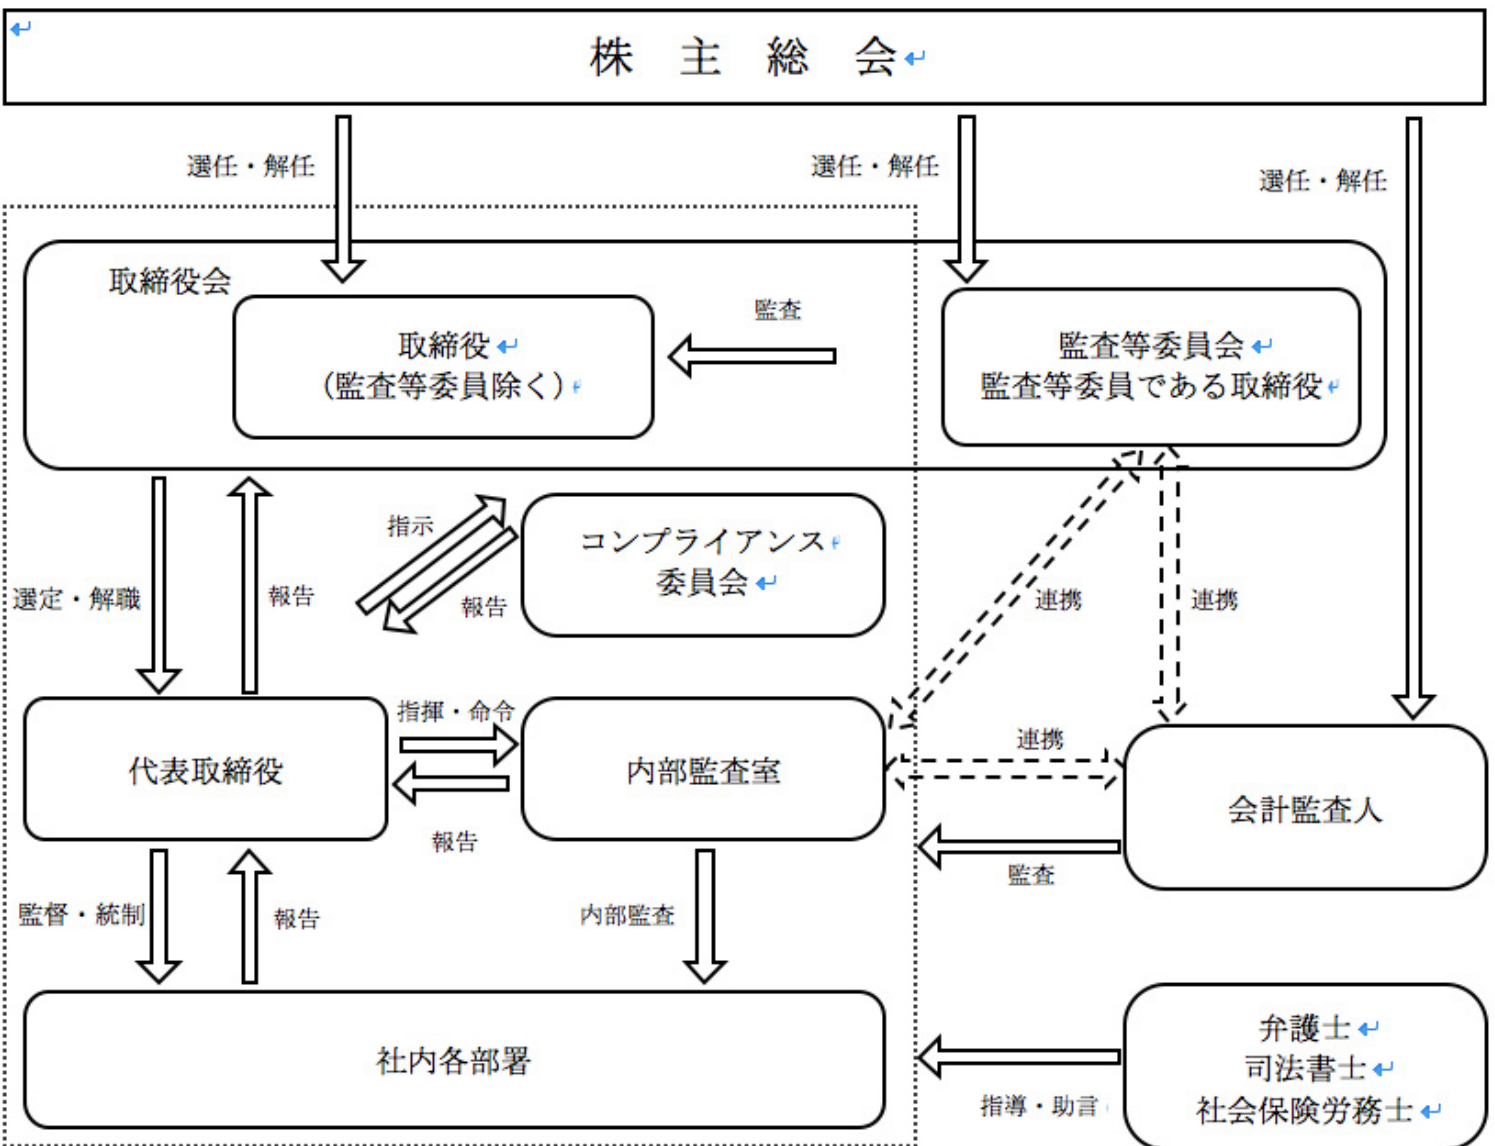 株 主 総 会
選任・解任
選任・解任
選任・解任
取締役会
取締役
（監査等委員除く）
監査
監査等委員会
監査等委員である取締役
指示
報告
コンプライアンス
委員会
選定・解職
報告
連携
連携
代表取締役
指揮・命令
報告
内部監査室
連携
監査
会計監査人
監督・統制
報告
内部監査
社内各部署
指導・助言
弁護士
司法書士
社会保険労務士